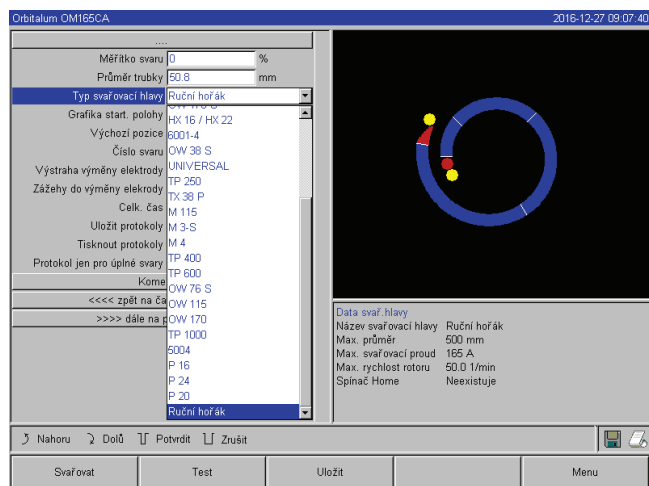 Orbitalum OM165CA 2016-12-27 09:07:40
....
Měřítko svaru 0 %
Průměr trubky 50.8 mm
Typ svařovací hlavy Ruční hořák
Grafika start. polohy
HX 16 / HX 22
Výchozí pozice 6001-4
Číslo svaru OW 38 S
Výstraha výměny elektrody UNIVERSAL
TP 250
Zážehy do výměny elekrody
TX 38 P
Celk. čas M 115
Uložit protokoly M 3-S
Tisknout protokoly M 4
Protokol jen pro úplné svary TP 400
TP 600
Kome
OW 76 S
<<<< zpět na ča OW 115
>>>> dále na p OW 170
TP 1000
5004
P 16
P 24
P 20
Ruční hořák
Data svař.hlavy
Název svařovací hlavy Ruční hořák
Max. průměr 500 mm
Max. svařovací proud 165 A
Max. rychlost rotoru 50.0 1/min
Spínač Home Neexistuje
Nahoru Dolů Potvrdit Zrušit
Svařovat Test Uložit Menu